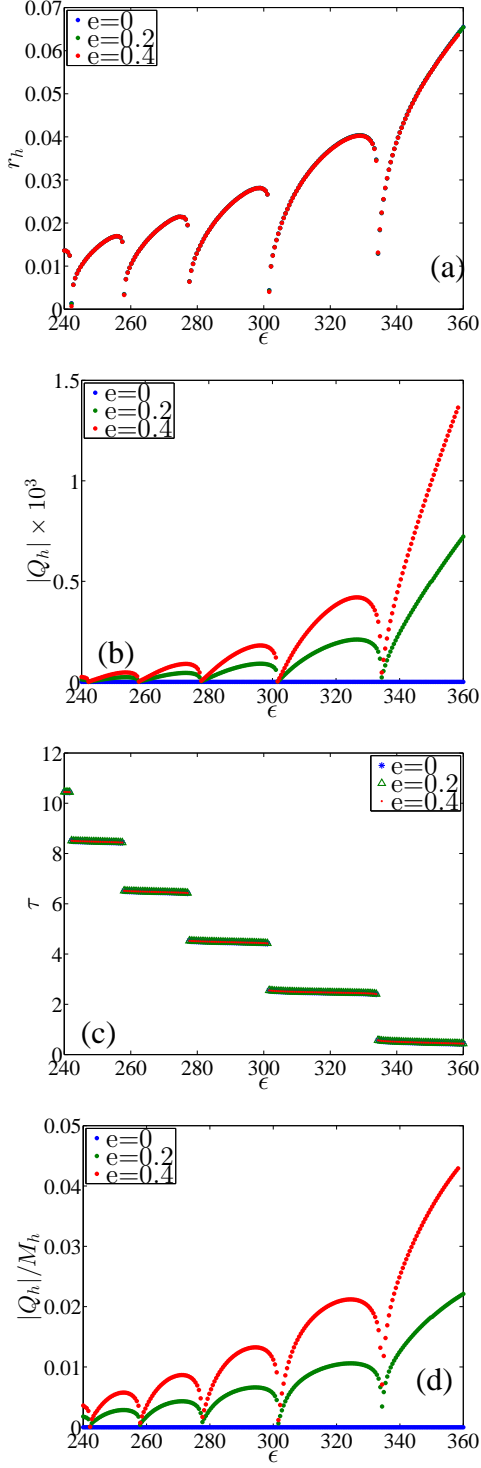 0.07
0.06
0.05
0.04
0.03
0.02
0.01
0
r_h
e=0
e=0.2
e=0.4
(a)
240 260 280 300 320 340 360
ϵ
1.5
1
0.5
0
|Q_h| × 10^3
e=0
e=0.2
e=0.4
(b)
240 260 280 300 320 340 360
ϵ
12
10
8
6
4
2
0
τ
e=0
e=0.2
e=0.4
(c)
240 260 280 300 320 340 360
ϵ
0.05
0.04
0.03
0.02
0.01
0
|Q_h|/M_h
e=0
e=0.2
e=0.4
(d)
240 260 280 300 320 340 360
ϵ